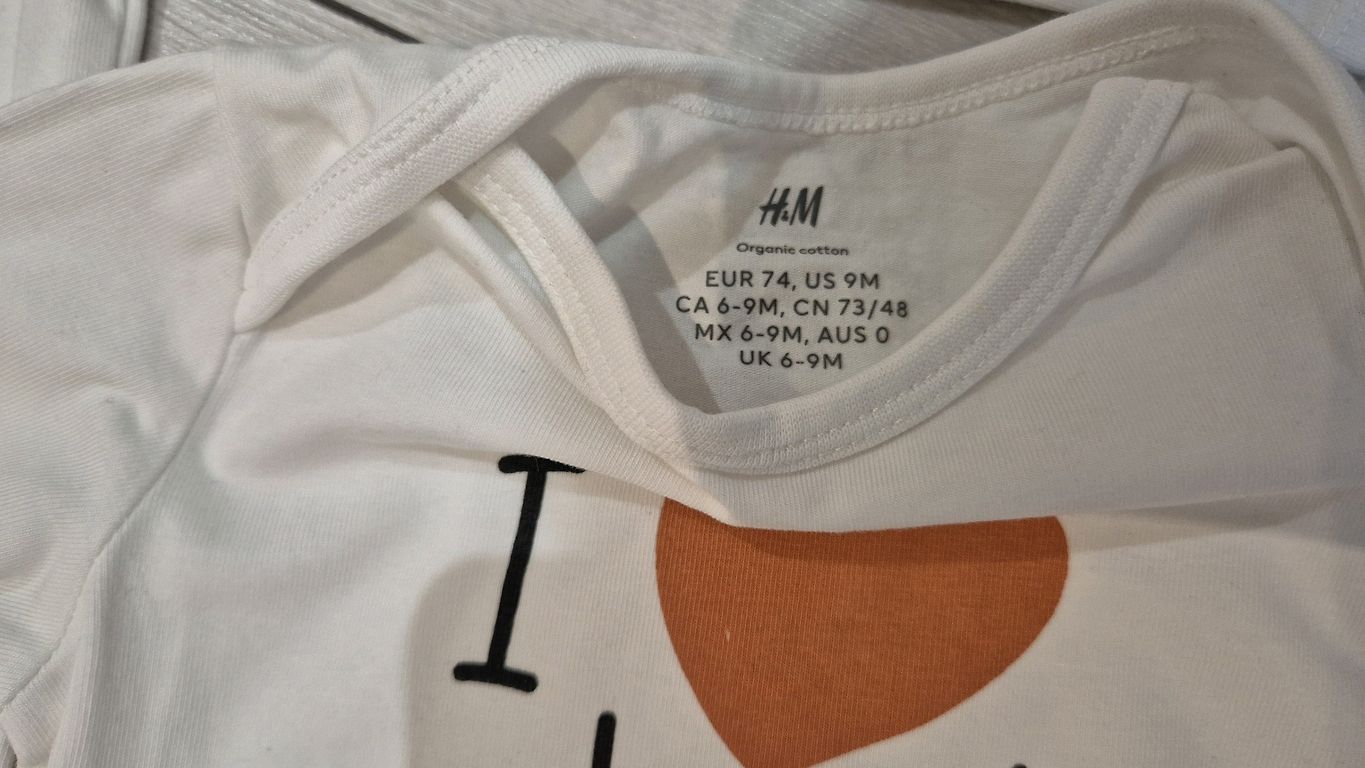 H&M
Organic cotton
EUR 74, US 9M
CA 6-9M, CN 73/48
MX 6-9M, AUS 0
UK 6-9M
I